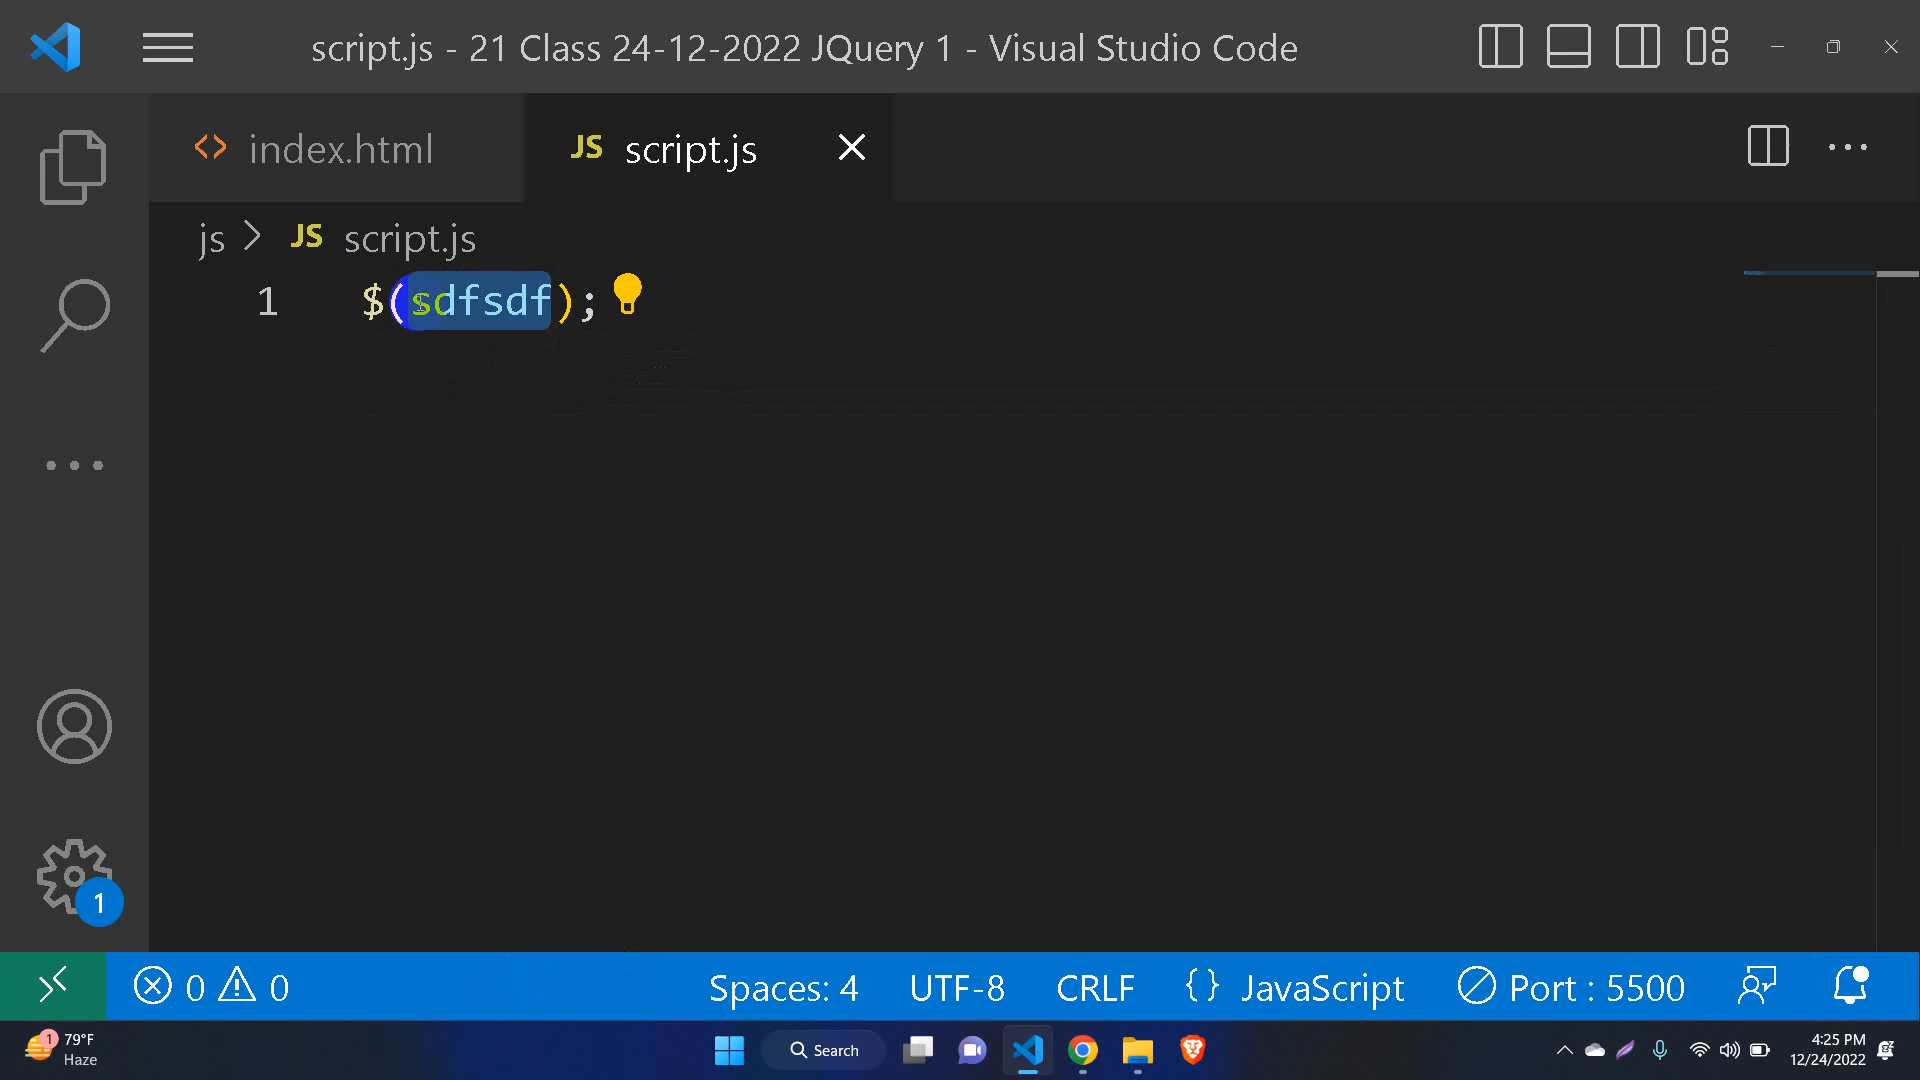 script.js - 21 Class 24-12-2022 JQuery 1 - Visual Studio Code
<> index.html
JS script.js
js > JS script.js
1 $(sdfsdf);
1
0 0 Spaces: 4 UTF-8 CRLF {} JavaScript Port : 5500
1 79°F
Haze
Search
4:25 PM
12/24/2022